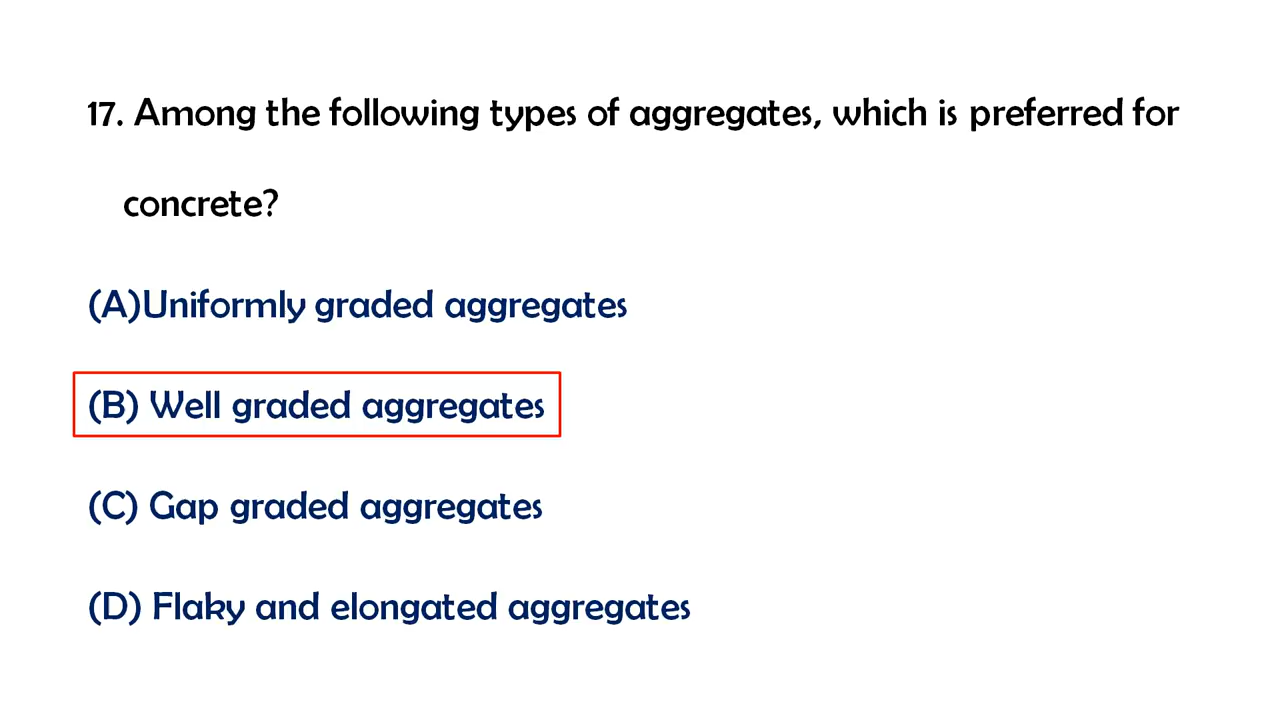 17. Among the following types of aggregates, which is preferred for
concrete?
(A)Uniformly graded aggregates
(B) Well graded aggregates
(C) Gap graded aggregates
(D) Flaky and elongated aggregates